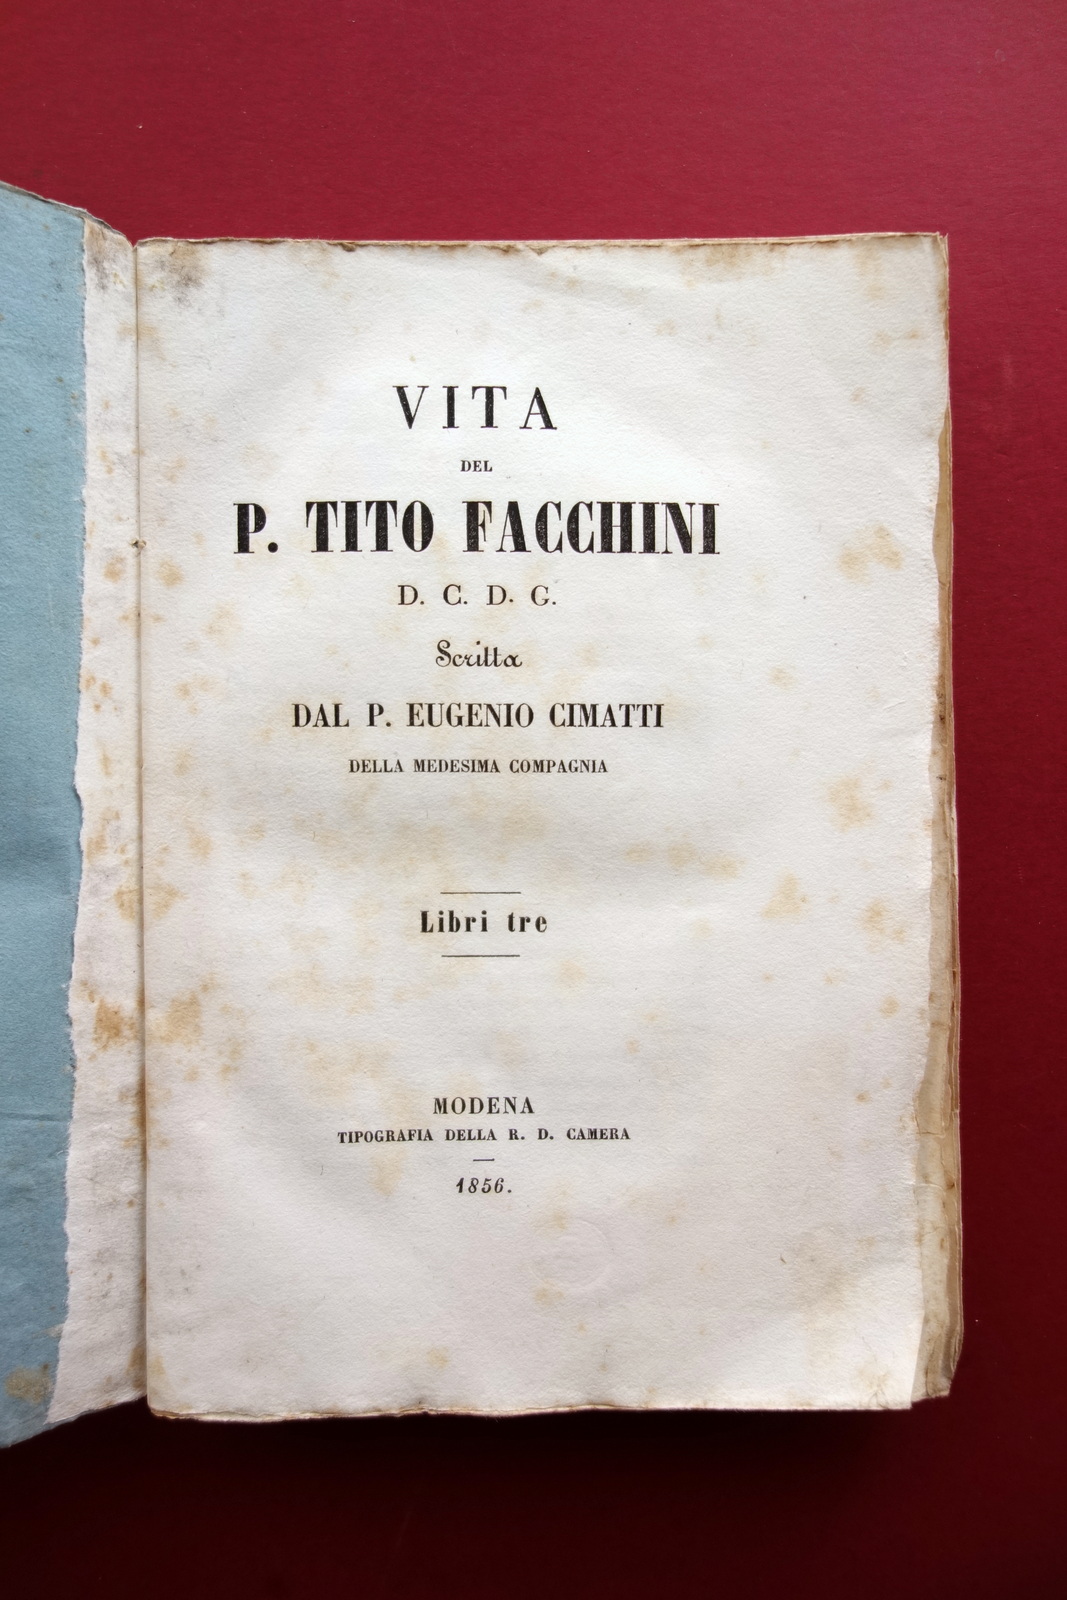 VITA
DEL
P. TITO FACCHINI
D. C. D. G.
Scritta
DAL P. EUGENIO CIMATTI
DELLA MEDESIMA COMPAGNIA
Libri tre
MODENA
TIPOGRAFIA DELLA R. D. CAMERA
1856.